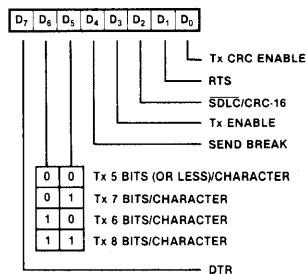 D7 D6 D5 D4 D3 D2 D1 D0
Tx CRC ENABLE
RTS
SDLC/CRC-16
Tx ENABLE
SEND BREAK
0 0 Tx 5 BITS (OR LESS)/CHARACTER
0 1 Tx 7 BITS/CHARACTER
1 0 Tx 6 BITS/CHARACTER
1 1 Tx 8 BITS/CHARACTER
DTR